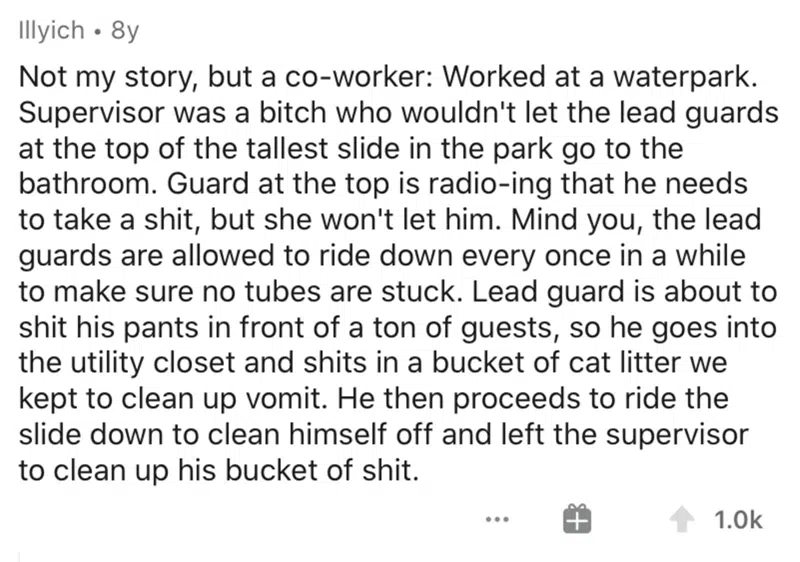 Illyich • 8y
Not my story, but a co-worker: Worked at a waterpark.
Supervisor was a bitch who wouldn't let the lead guards
at the top of the tallest slide in the park go to the
bathroom. Guard at the top is radio-ing that he needs
to take a shit, but she won't let him. Mind you, the lead
guards are allowed to ride down every once in a while
to make sure no tubes are stuck. Lead guard is about to
shit his pants in front of a ton of guests, so he goes into
the utility closet and shits in a bucket of cat litter we
kept to clean up vomit. He then proceeds to ride the
slide down to clean himself off and left the supervisor
to clean up his bucket of shit.
1.0k